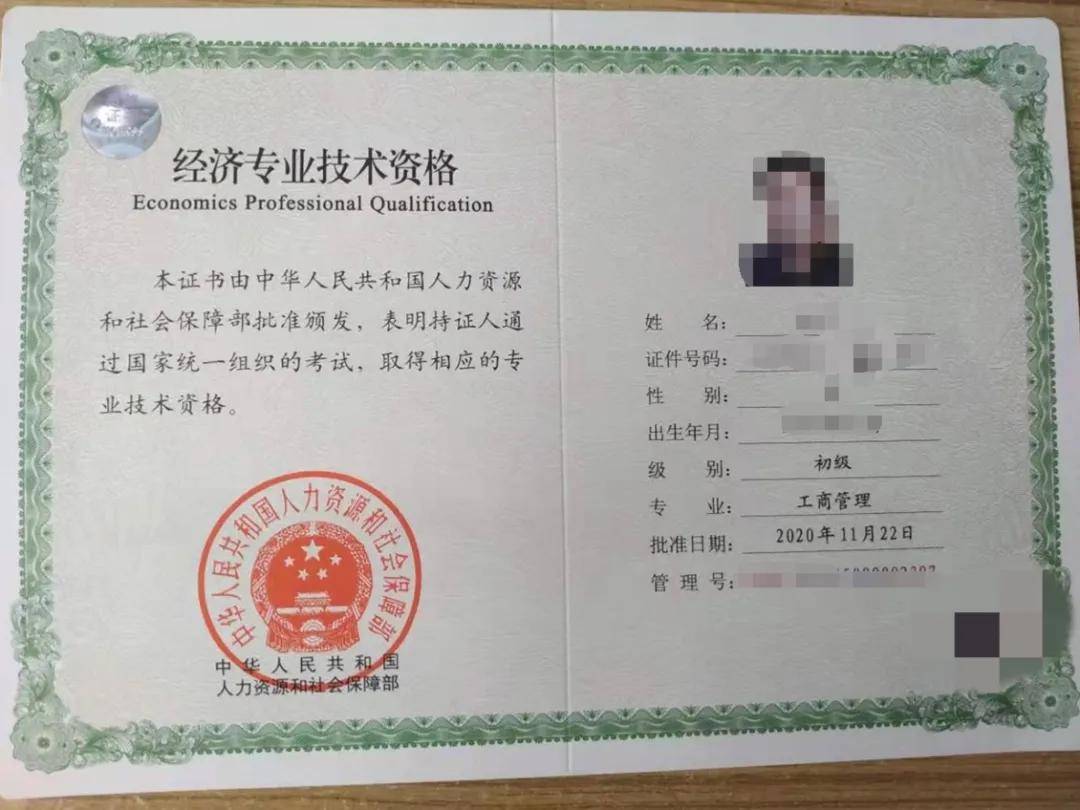 经济专业技术资格
Economics Professional Qualification
本证书由中华人民共和国人力资源
和社会保障部批准颁发，表明持证人通
过国家统一组织的考试，取得相应的专
业技术资格。
中华人民共和国人力资源和社会保障部
中华人民共和国
人力资源和社会保障部
姓 名：
证件号码：
性 别：
出生年月：
级 别： 初级
专 业： 工商管理
批准日期： 2020年11月22日
管 理 号：